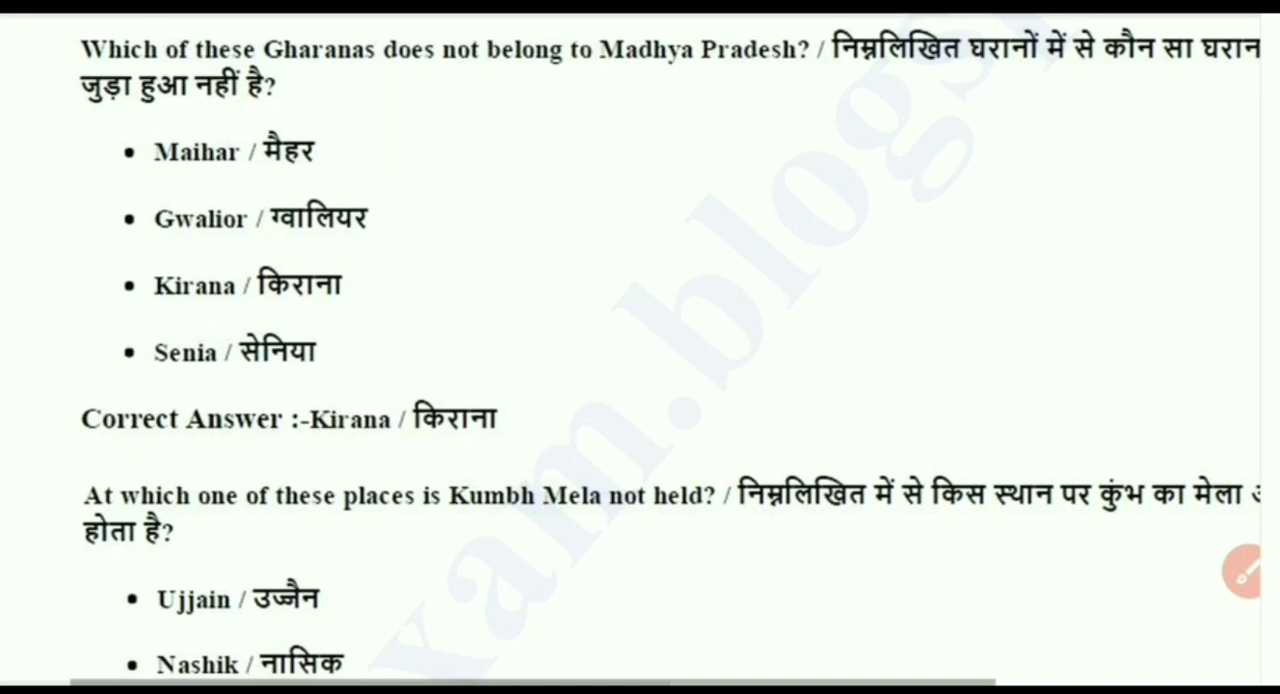 Which of these Gharanas does not belong to Madhya Pradesh? / निम्नलिखित घरानों में से कौन सा घरान
जुड़ा हुआ नहीं है?
• Maihar / मैहर
• Gwalior / ग्वालियर
• Kirana / किराना
• Senia / सेनिया
Correct Answer :-Kirana / किराना
At which one of these places is Kumbh Mela not held? / निम्नलिखित में से किस स्थान पर कुंभ का मेला
होता है?
• Ujjain / उज्जैन
• Nashik / नासिक
xam.blogsp